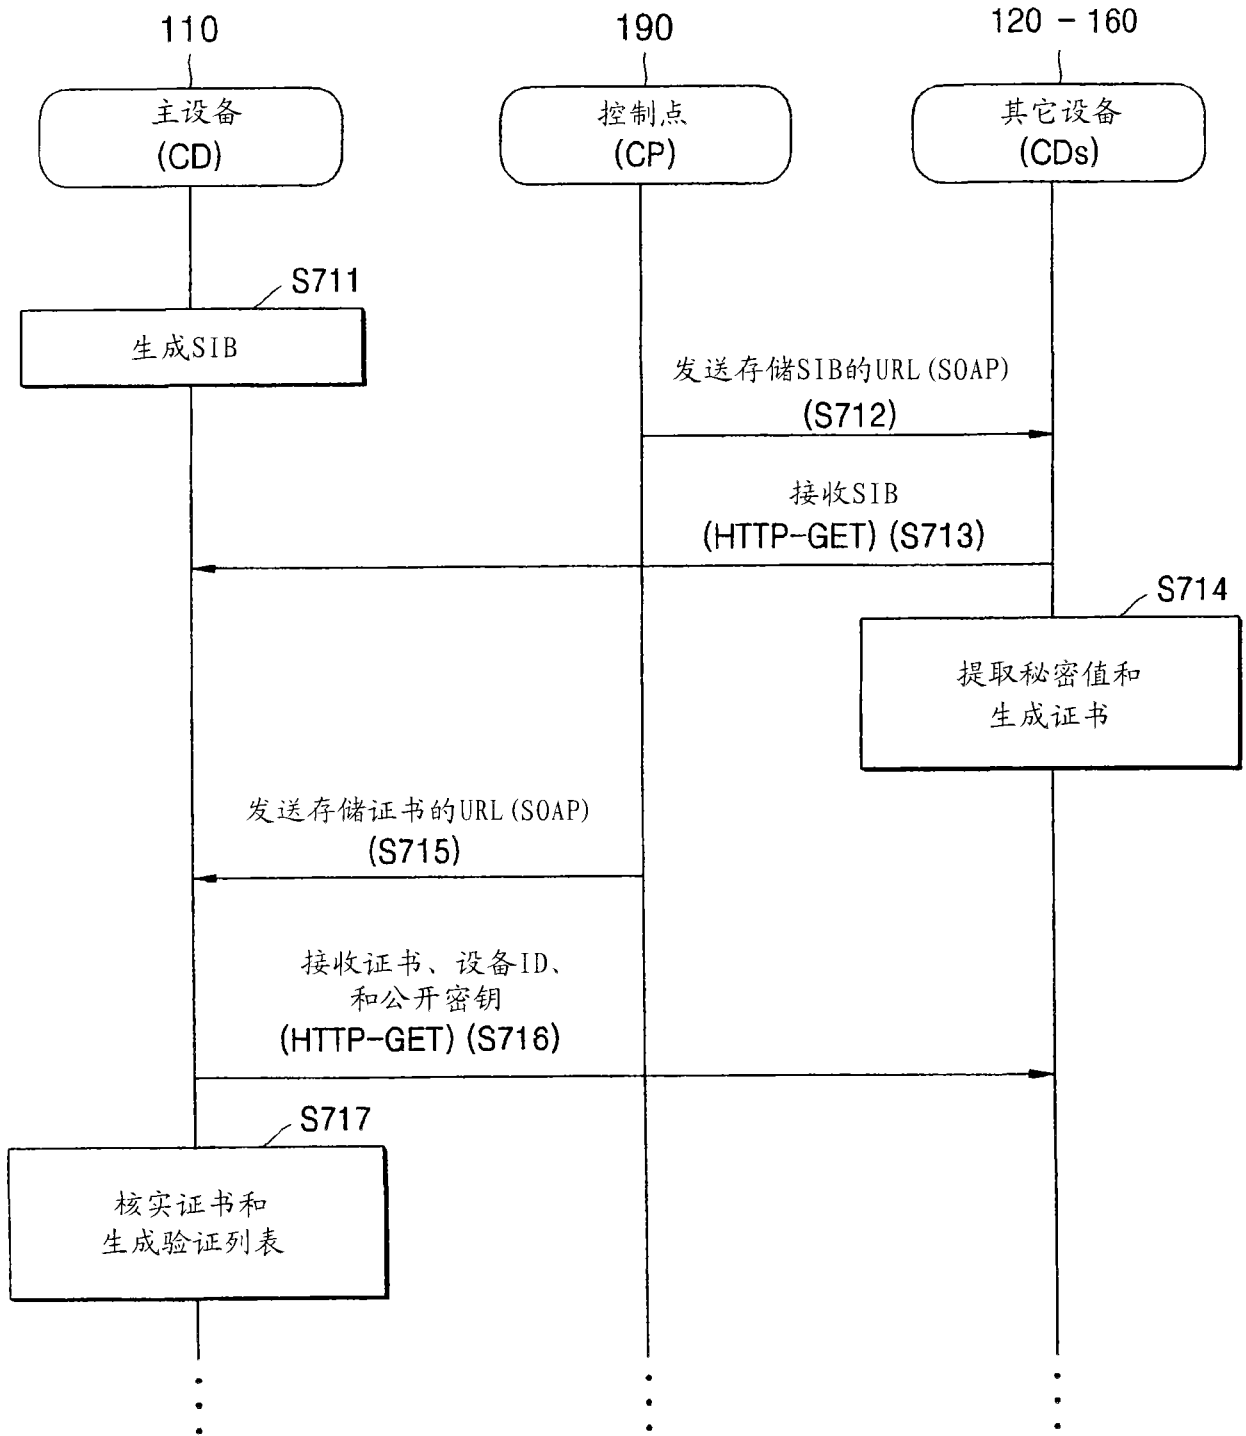 110
190
120 - 160
主设备
(CD)
控制点
(CP)
其它设备
(CDs)
S711
生成SIB
发送存储SIB的URL(SOAP)
(S712)
接收SIB
(HTTP-GET) (S713)
S714
提取秘密值和
生成证书
发送存储证书的URL(SOAP)
(S715)
接收证书、设备ID、
和公开密钥
(HTTP-GET) (S716)
S717
核实证书和
生成验证列表